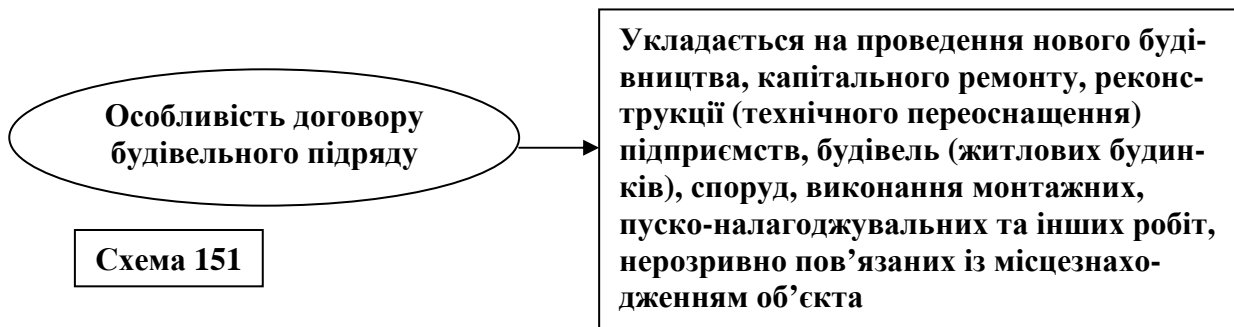 Особливість договору
будівельного підряду
Схема 151
Укладається на проведення нового буді-
вництва, капітального ремонту, реконс-
трукції (технічного переоснащення)
підприємств, будівель (житлових будин-
ків), споруд, виконання монтажних,
пуско-налагоджувальних та інших робіт,
нерозривно пов’язаних із місцезнахо-
дженням об’єкта